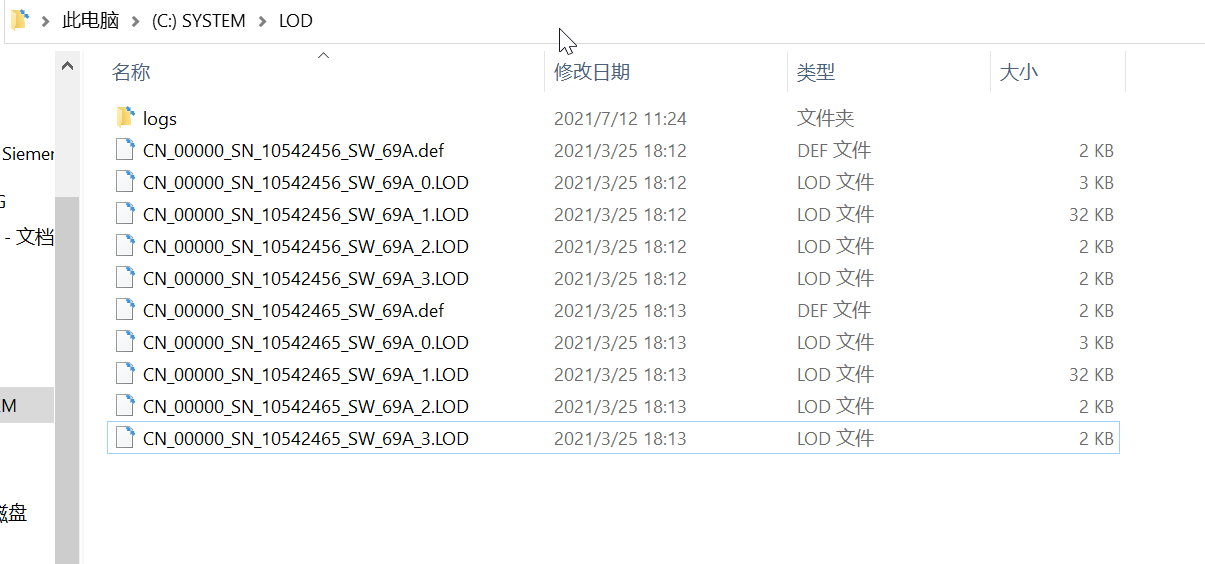 此电脑 > (C:) SYSTEM > LOD
名称 修改日期 类型 大小
logs 2021/7/12 11:24 文件夹
CN_00000_SN_10542456_SW_69A.def 2021/3/25 18:12 DEF 文件 2 KB
CN_00000_SN_10542456_SW_69A_0.LOD 2021/3/25 18:12 LOD 文件 3 KB
CN_00000_SN_10542456_SW_69A_1.LOD 2021/3/25 18:12 LOD 文件 32 KB
CN_00000_SN_10542456_SW_69A_2.LOD 2021/3/25 18:12 LOD 文件 2 KB
CN_00000_SN_10542456_SW_69A_3.LOD 2021/3/25 18:12 LOD 文件 2 KB
CN_00000_SN_10542465_SW_69A.def 2021/3/25 18:13 DEF 文件 2 KB
CN_00000_SN_10542465_SW_69A_0.LOD 2021/3/25 18:13 LOD 文件 3 KB
CN_00000_SN_10542465_SW_69A_1.LOD 2021/3/25 18:13 LOD 文件 32 KB
CN_00000_SN_10542465_SW_69A_2.LOD 2021/3/25 18:13 LOD 文件 2 KB
CN_00000_SN_10542465_SW_69A_3.LOD 2021/3/25 18:13 LOD 文件 2 KB
Siemen
G
- 文档
M
磁盘